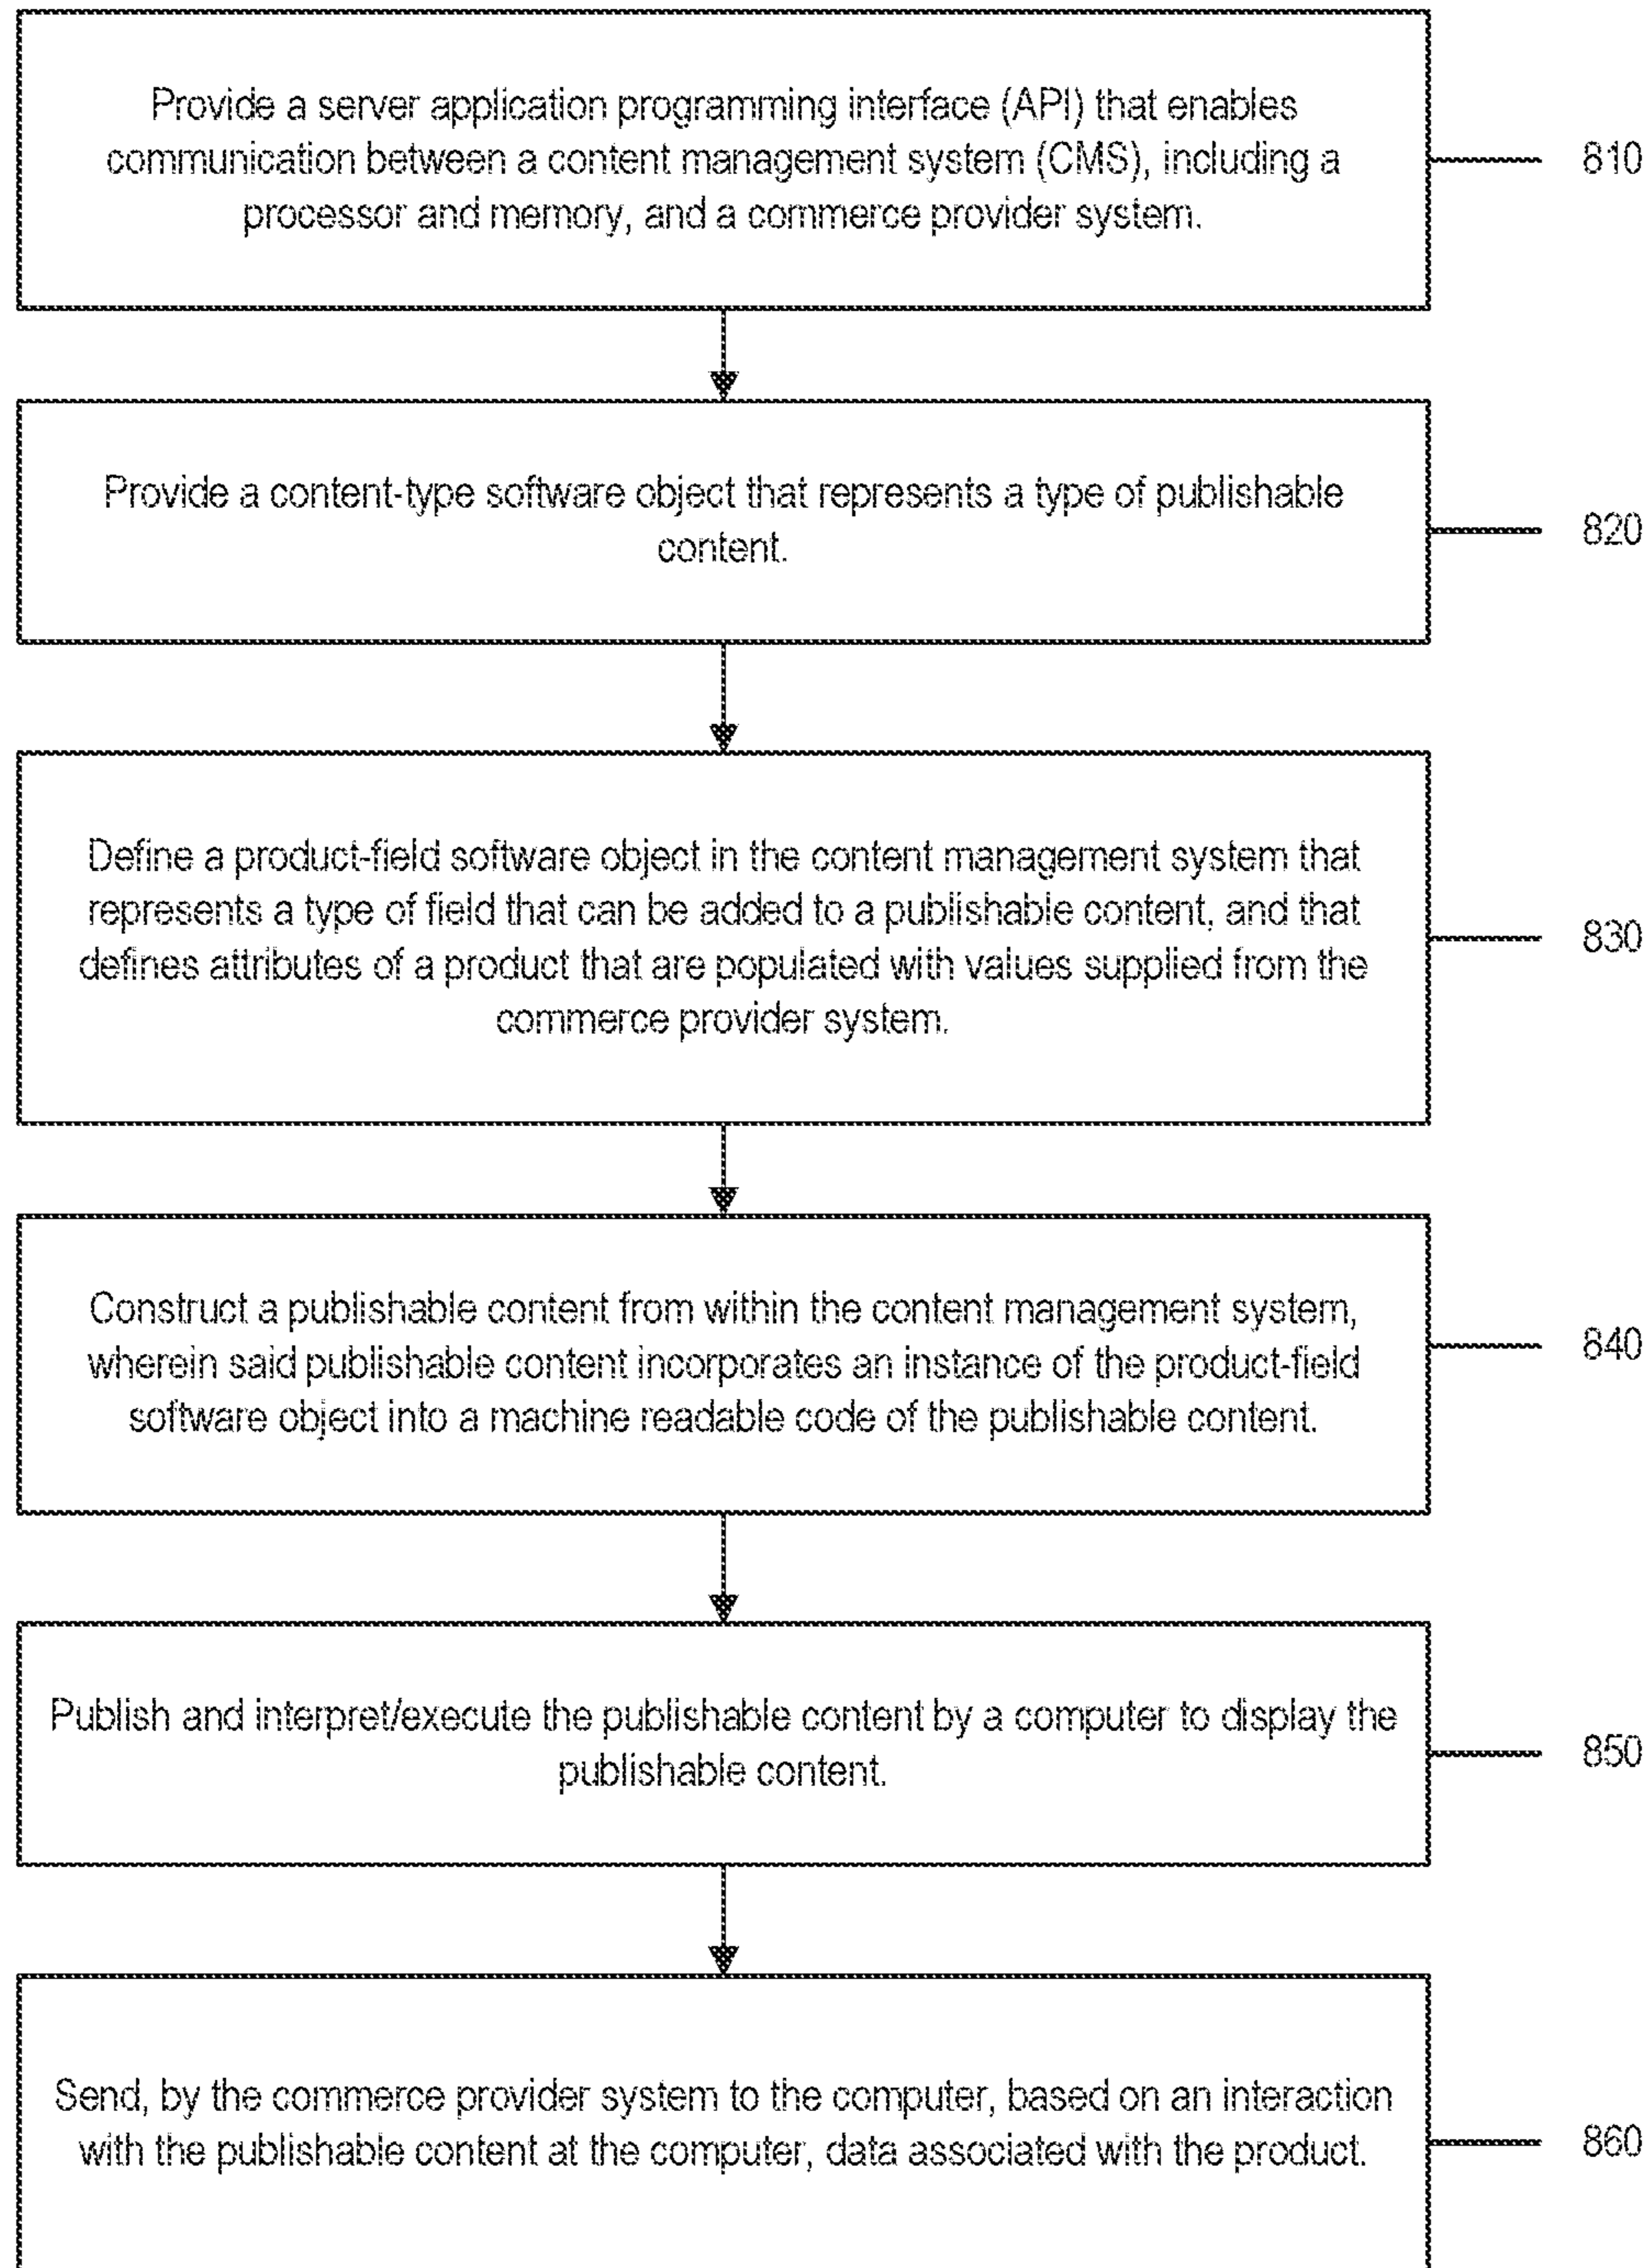 Provide a server application programming interface (API) that enables
communication between a content management system (CMS), including a
processor and memory, and a commerce provider system.
810
Provide a content-type software object that represents a type of publishable
content.
820
Define a product-field software object in the content management system that
represents a type of field that can be added to a publishable content, and that
defines attributes of a product that are populated with values supplied from the
commerce provider system.
830
Construct a publishable content from within the content management system,
wherein said publishable content incorporates an instance of the product-field
software object into a machine readable code of the publishable content.
840
Publish and interpret/execute the publishable content by a computer to display the
publishable content.
850
Send, by the commerce provider system to the computer, based on an interaction
with the publishable content at the computer, data associated with the product.
860